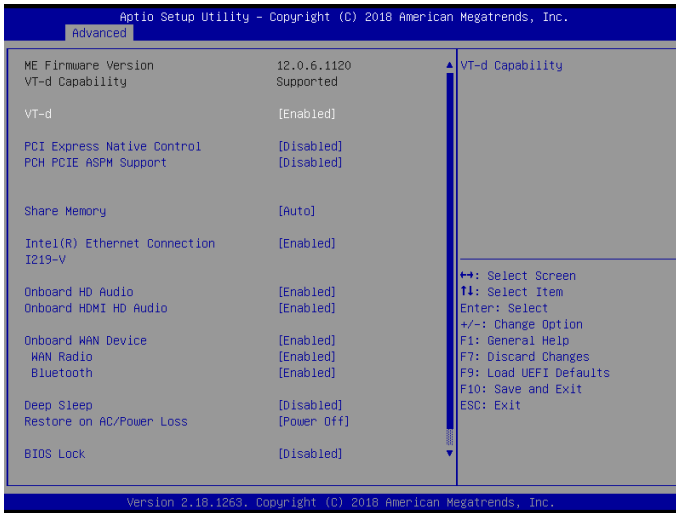 Aptio Setup Utility – Copyright (C) 2018 American Megatrends, Inc.
Advanced
ME Firmware Version 12.0.6.1120
VT-d Capability Supported
VT-d [Enabled]
PCI Express Native Control [Disabled]
PCH PCIE ASPM Support [Disabled]
Share Memory [Auto]
Intel(R) Ethernet Connection [Enabled]
I219-V
Onboard HD Audio [Enabled]
Onboard HDMI HD Audio [Enabled]
Onboard WAN Device [Enabled]
WAN Radio [Enabled]
Bluetooth [Enabled]
Deep Sleep [Disabled]
Restore on AC/Power Loss [Power Off]
BIOS Lock [Disabled]
VT-d Capability
↔: Select Screen
↑↓: Select Item
Enter: Select
+/-: Change Option
F1: General Help
F7: Discard Changes
F9: Load UEFI Defaults
F10: Save and Exit
ESC: Exit
Version 2.18.1263. Copyright (C) 2018 American Megatrends, Inc.